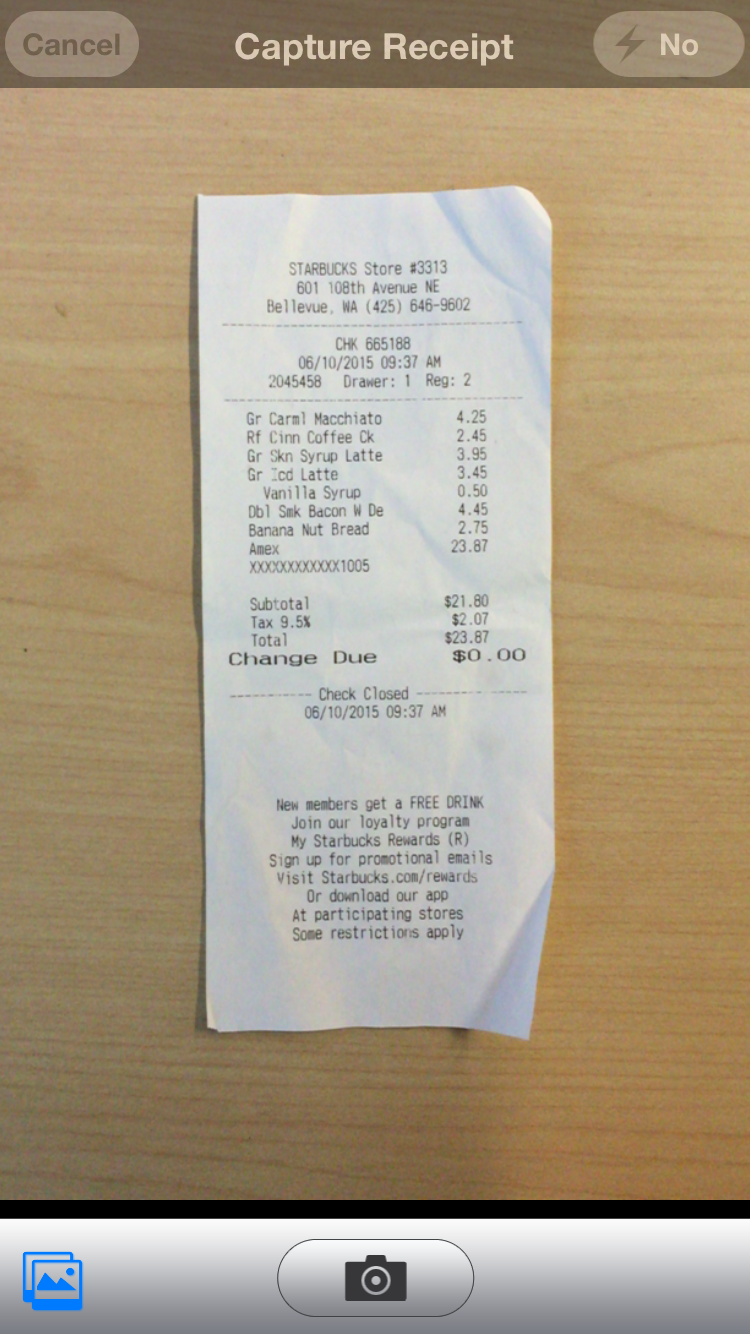 Cancel Capture Receipt No
STARBUCKS Store #3313
601 108th Avenue NE
Bellevue, WA (425) 646-9602
CHK 665188
06/10/2015 09:37 AM
2045458 Drawer: 1 Reg: 2
Gr Carml Macchiato 4.25
Rf Cinn Coffee Ck 2.45
Gr Skn Syrup Latte 3.95
Gr Icd Latte 3.45
Vanilla Syrup 0.50
Dbl Smk Bacon W De 4.45
Banana Nut Bread 2.75
Amex 23.87
XXXXXXXXXXXX1005
Subtotal $21.80
Tax 9.5% $2.07
Total $23.87
Change Due $0.00
------------ Check Closed ------------
06/10/2015 09:37 AM
New members get a FREE DRINK
Join our loyalty program
My Starbucks Rewards (R)
Sign up for promotional emails
Visit Starbucks.com/rewards
Or download our app
At participating stores
Some restrictions apply